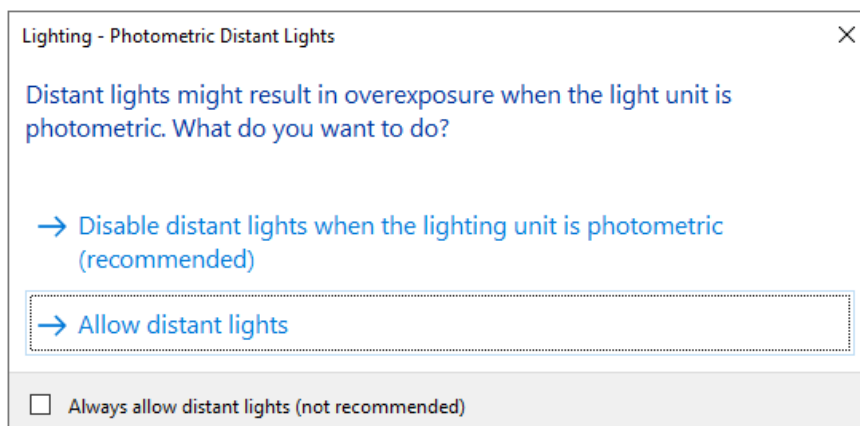 Lighting - Photometric Distant Lights
Distant lights might result in overexposure when the light unit is
photometric. What do you want to do?
Disable distant lights when the lighting unit is photometric
(recommended)
Allow distant lights
Always allow distant lights (not recommended)